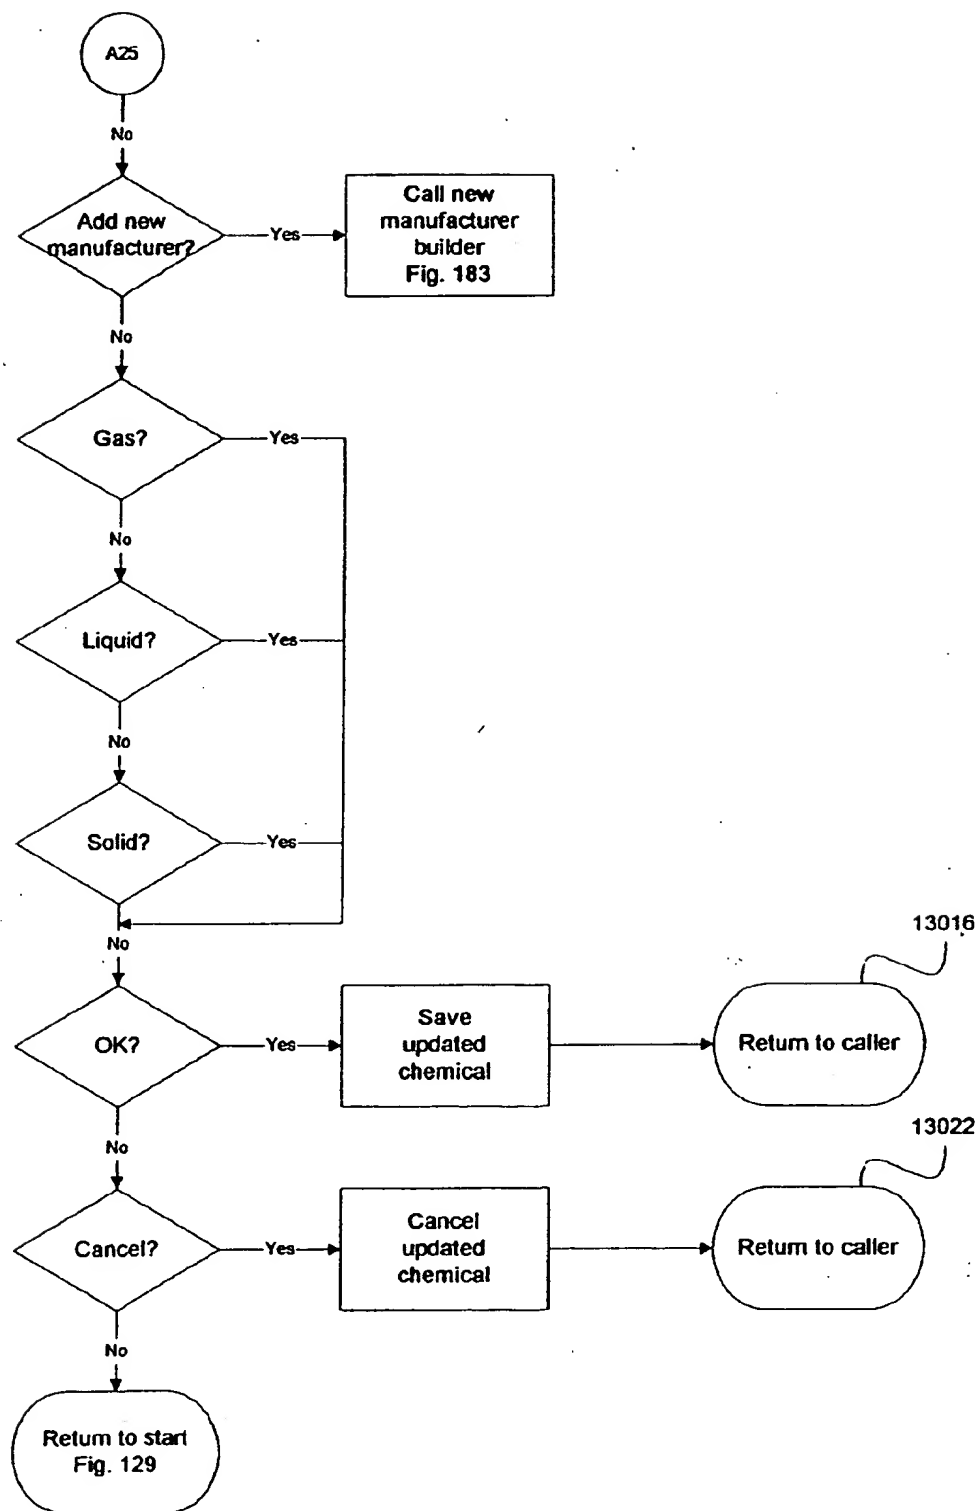 A25
No
Add new
manufacturer?
Yes
Call new
manufacturer
builder
Fig. 183
No
Gas?
Yes
No
Liquid?
Yes
No
Solid?
Yes
No
13016
OK?
Yes
Save
updated
chemical
Return to caller
No
13022
Cancel?
Yes
Cancel
updated
chemical
Return to caller
No
Return to start
Fig. 129